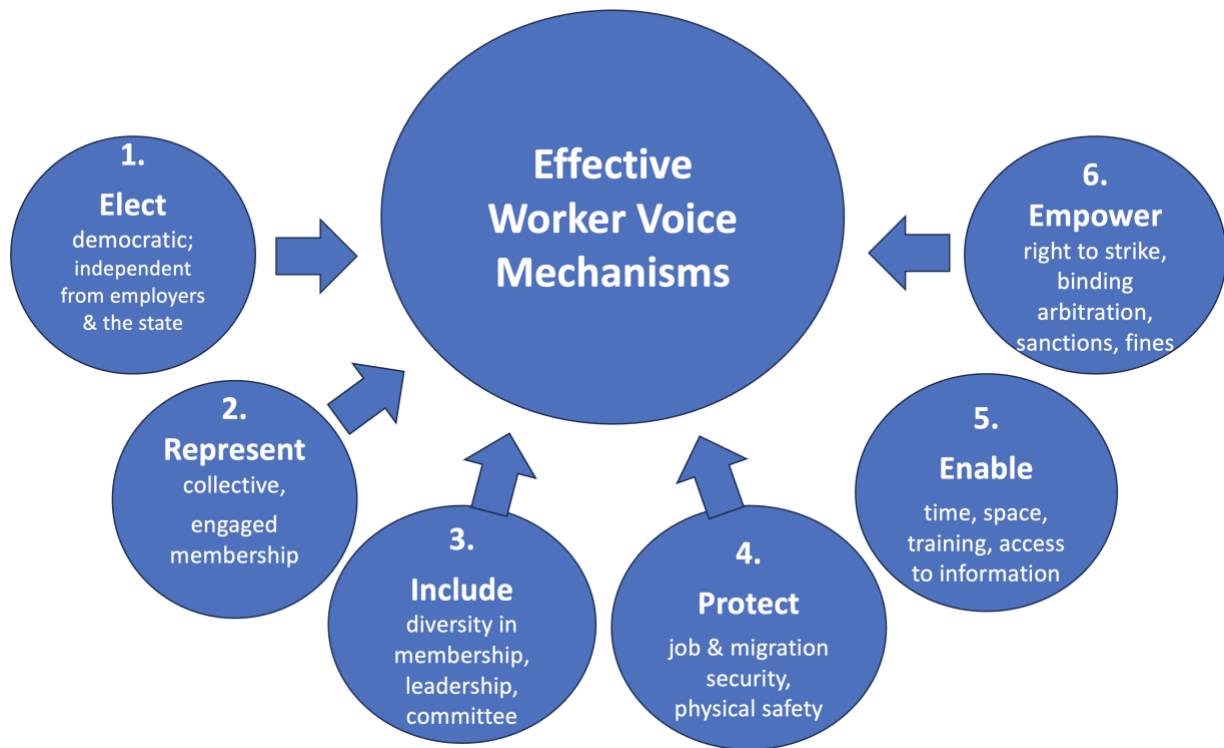 Effective
Worker Voice
Mechanisms
1.
Elect
democratic;
independent
from employers
& the state
2.
Represent
collective,
engaged
membership
3.
Include
diversity in
membership,
leadership,
committee
4.
Protect
job & migration
security,
physical safety
5.
Enable
time, space,
training, access
to information
6.
Empower
right to strike,
binding
arbitration,
sanctions, fines